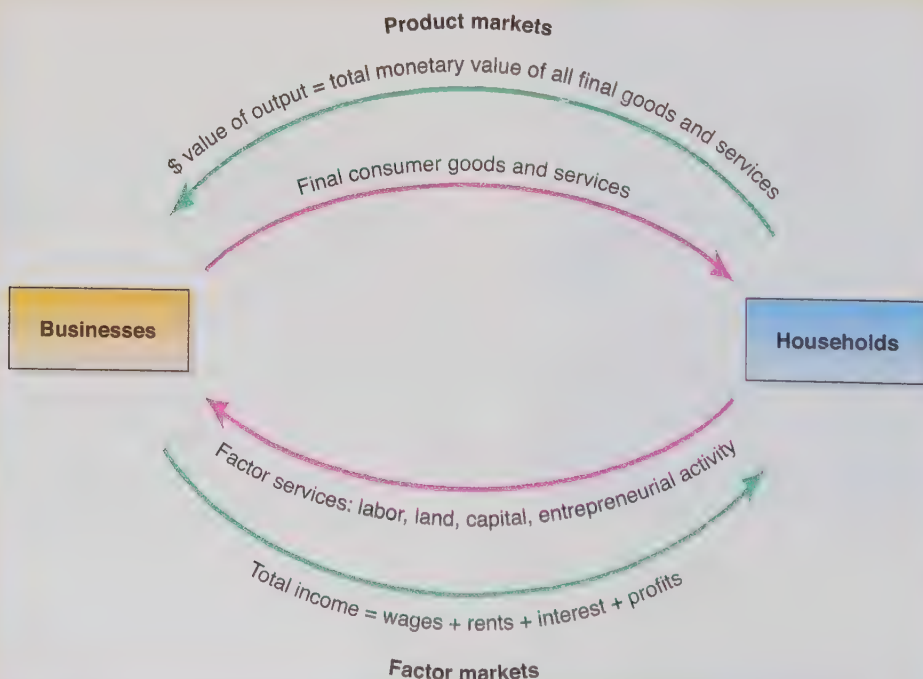 Product markets
$ value of output = total monetary value of all final goods and services
Final consumer goods and services
Businesses
Households
Factor services: labor, land, capital, entrepreneurial activity
Total income = wages + rents + interest + profits
Factor markets